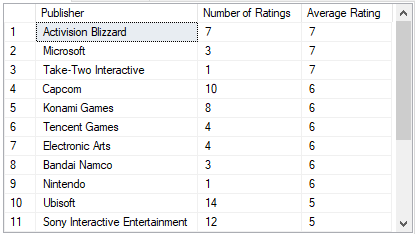 Publisher Number of Ratings Average Rating
1 Activision Blizzard 7 7
2 Microsoft 3 7
3 Take-Two Interactive 1 7
4 Capcom 10 6
5 Konami Games 8 6
6 Tencent Games 4 6
7 Electronic Arts 4 6
8 Bandai Namco 3 6
9 Nintendo 1 6
10 Ubisoft 14 5
11 Sony Interactive Entertainment 12 5